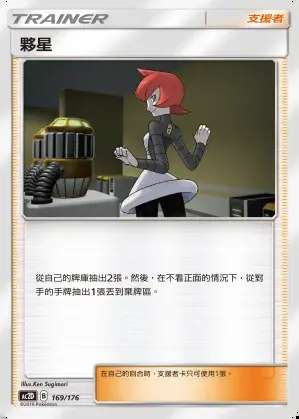 TRAINER
支援者
夥星
從自己的牌庫抽出2張。然後，在不看正面的情況下，從對
手的手牌抽出1張丟到棄牌區。
Illus.Ken Sugimori
在自己的回合時，支援者卡只可使用1張。
AC2D B 169/176
©2019 Pokémon